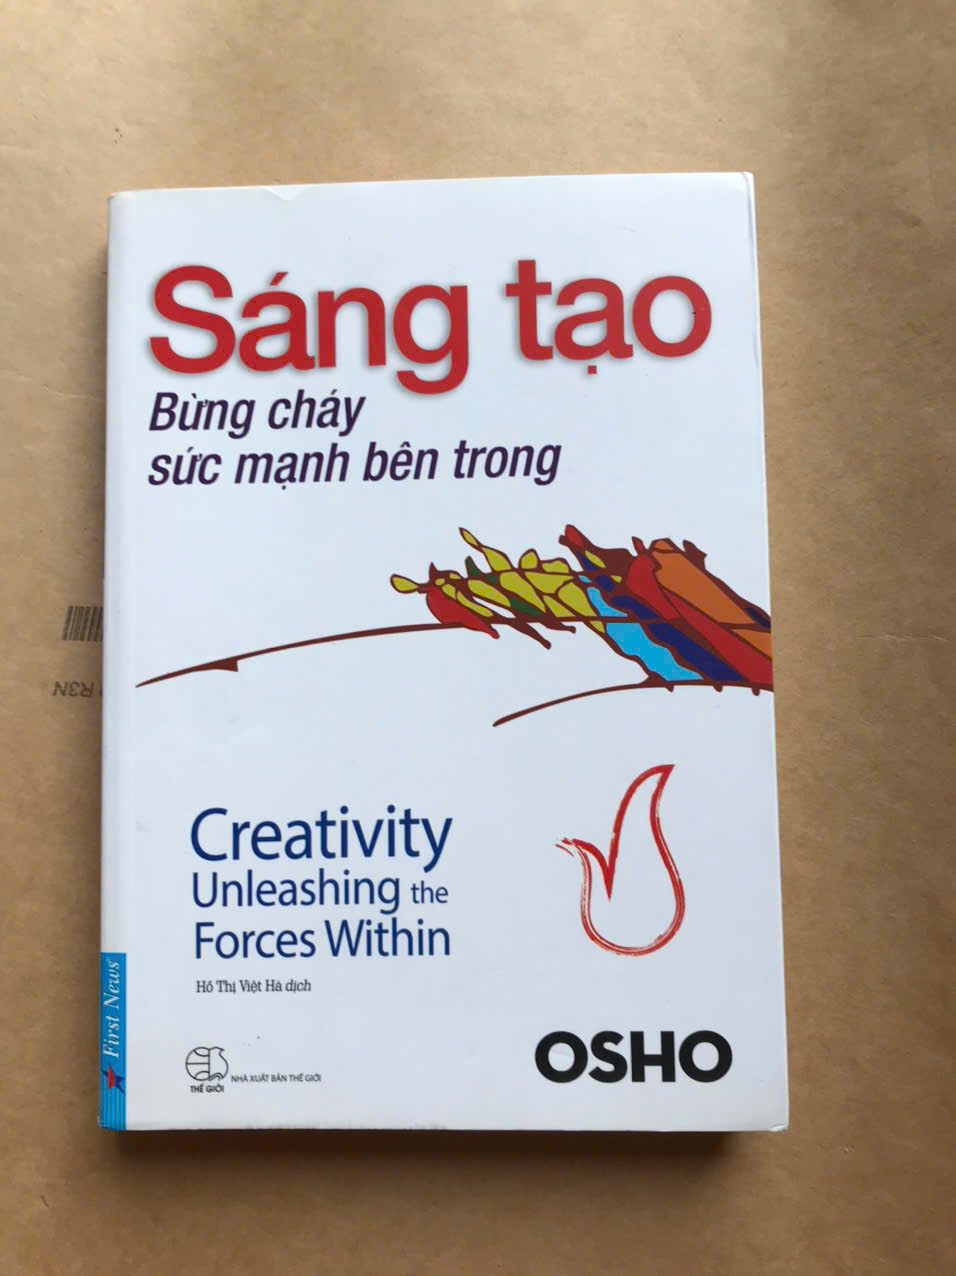 Sáng tạo
Bừng cháy
sức mạnh bên trong
Creativity
Unleashing the
Forces Within
Hồ Thị Việt Hà dịch
First News
THẾ GIỚI
NHÀ XUẤT BẢN THẾ GIỚI
OSHO
R3N